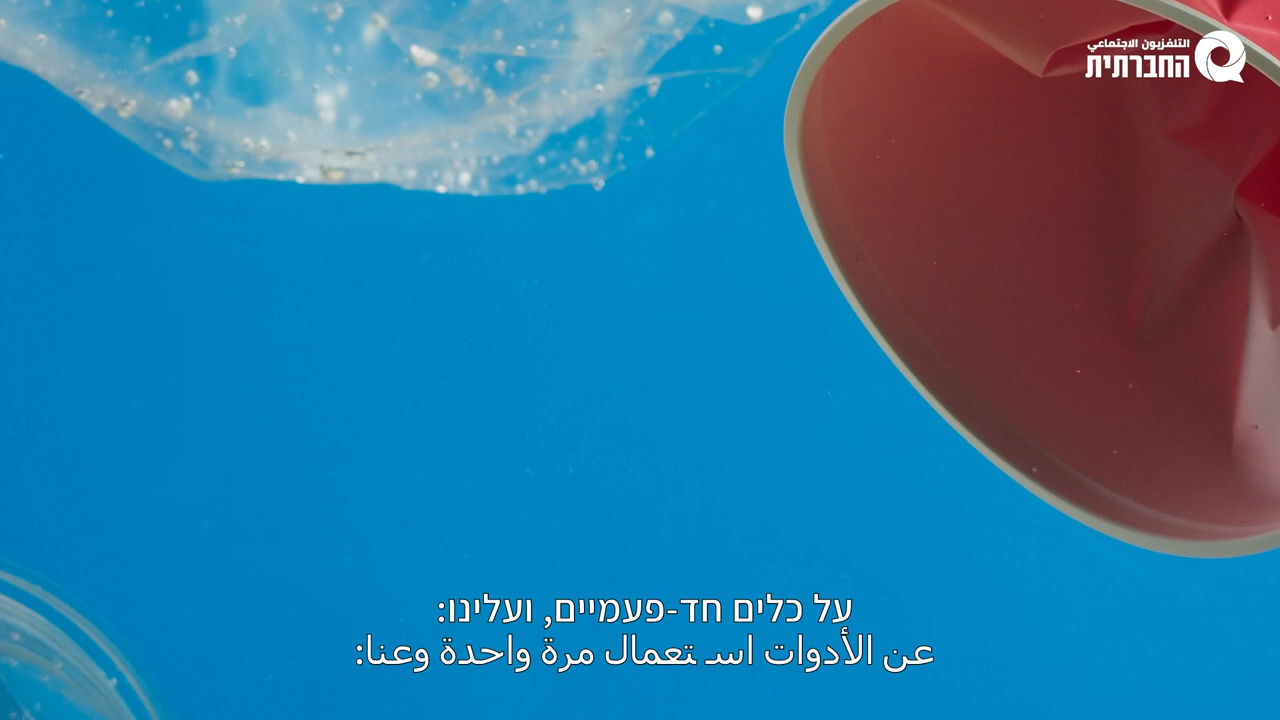 التلفزيون الاجتماعي
החברתית
על כלים חד-פעמיים, ועלינו:
عن الأدوات استعمال مرة واحدة وعنا: